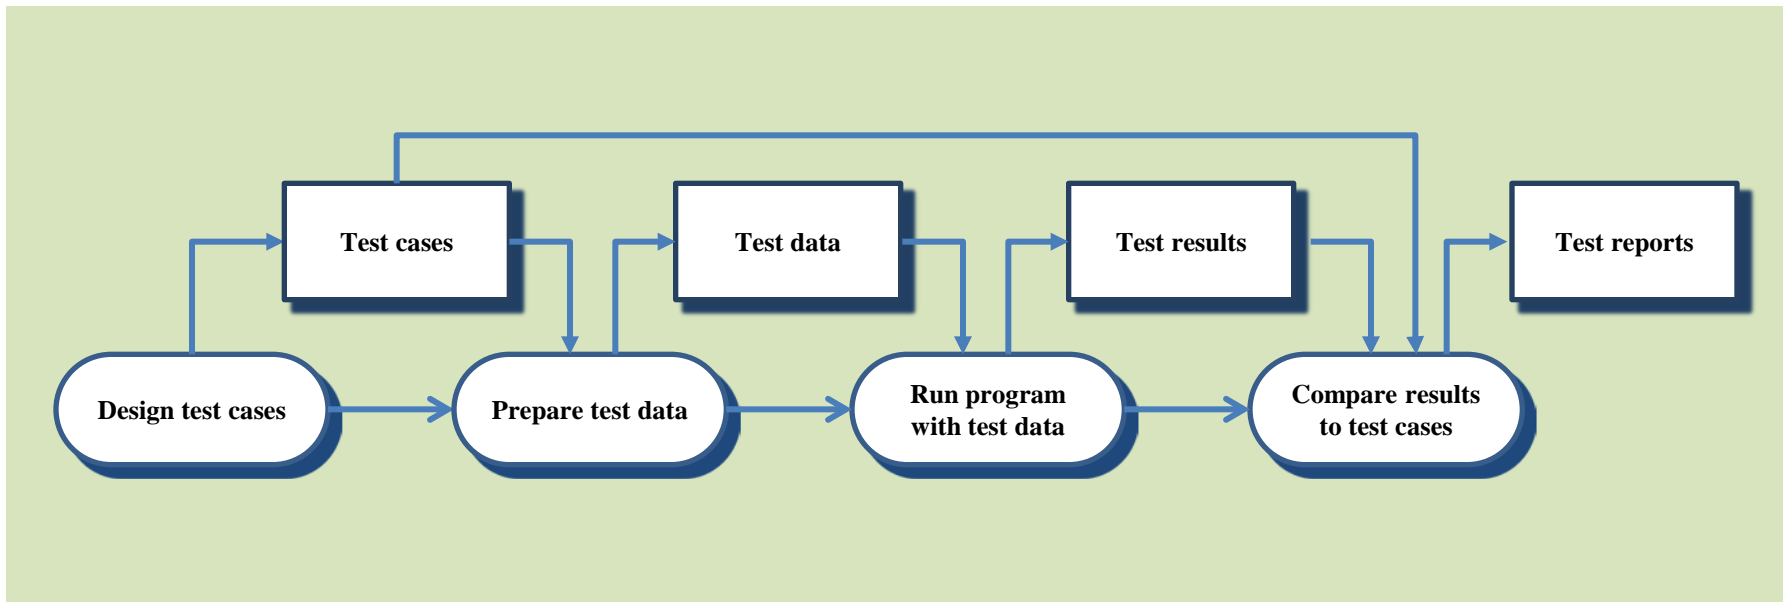 Test cases
Test data
Test results
Test reports
Design test cases
Prepare test data
Run program
with test data
Compare results
to test cases